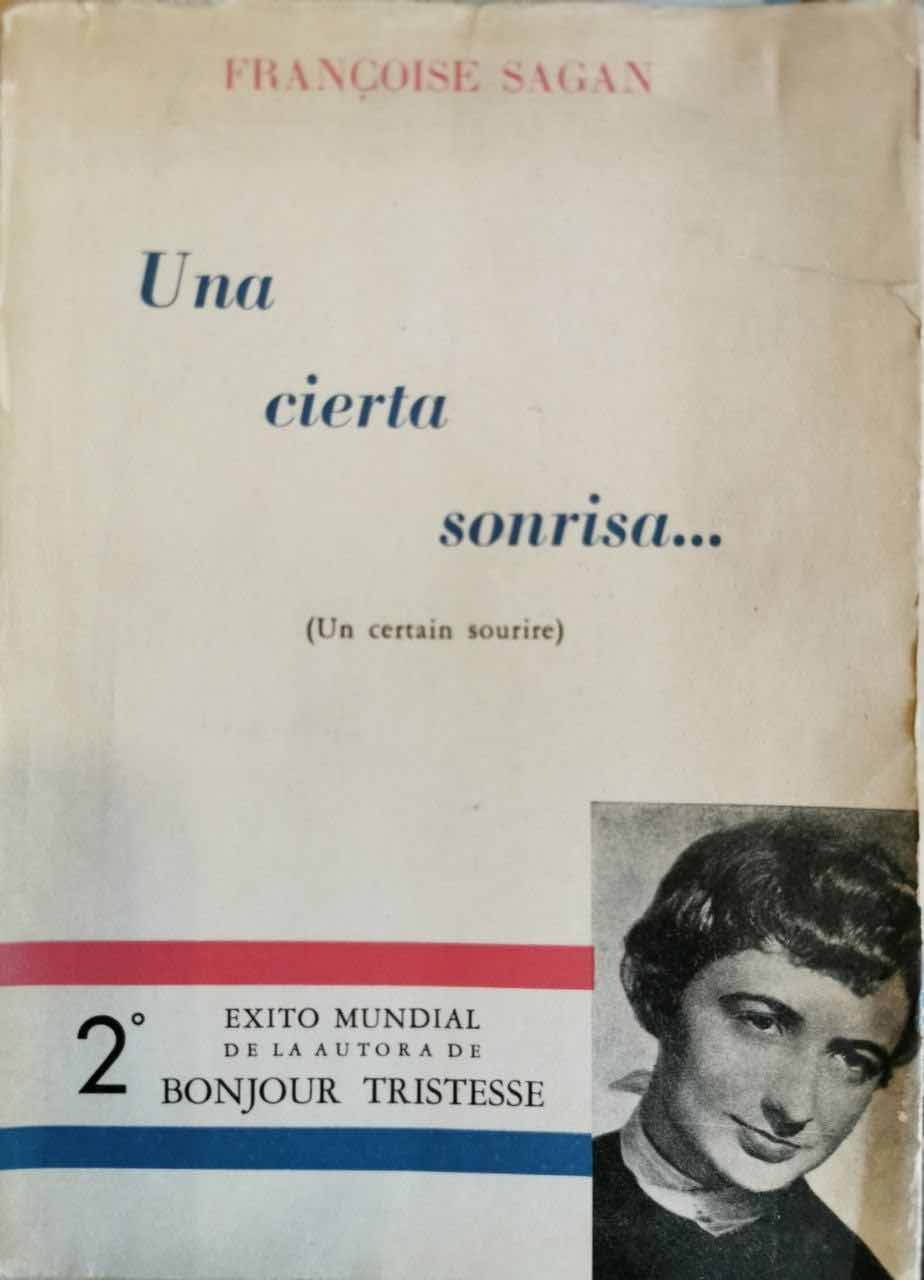 FRANÇOISE SAGAN
Una
cierta
sonrisa...
(Un certain sourire)
2°
EXITO MUNDIAL
DE LA AUTORA DE
BONJOUR TRISTESSE